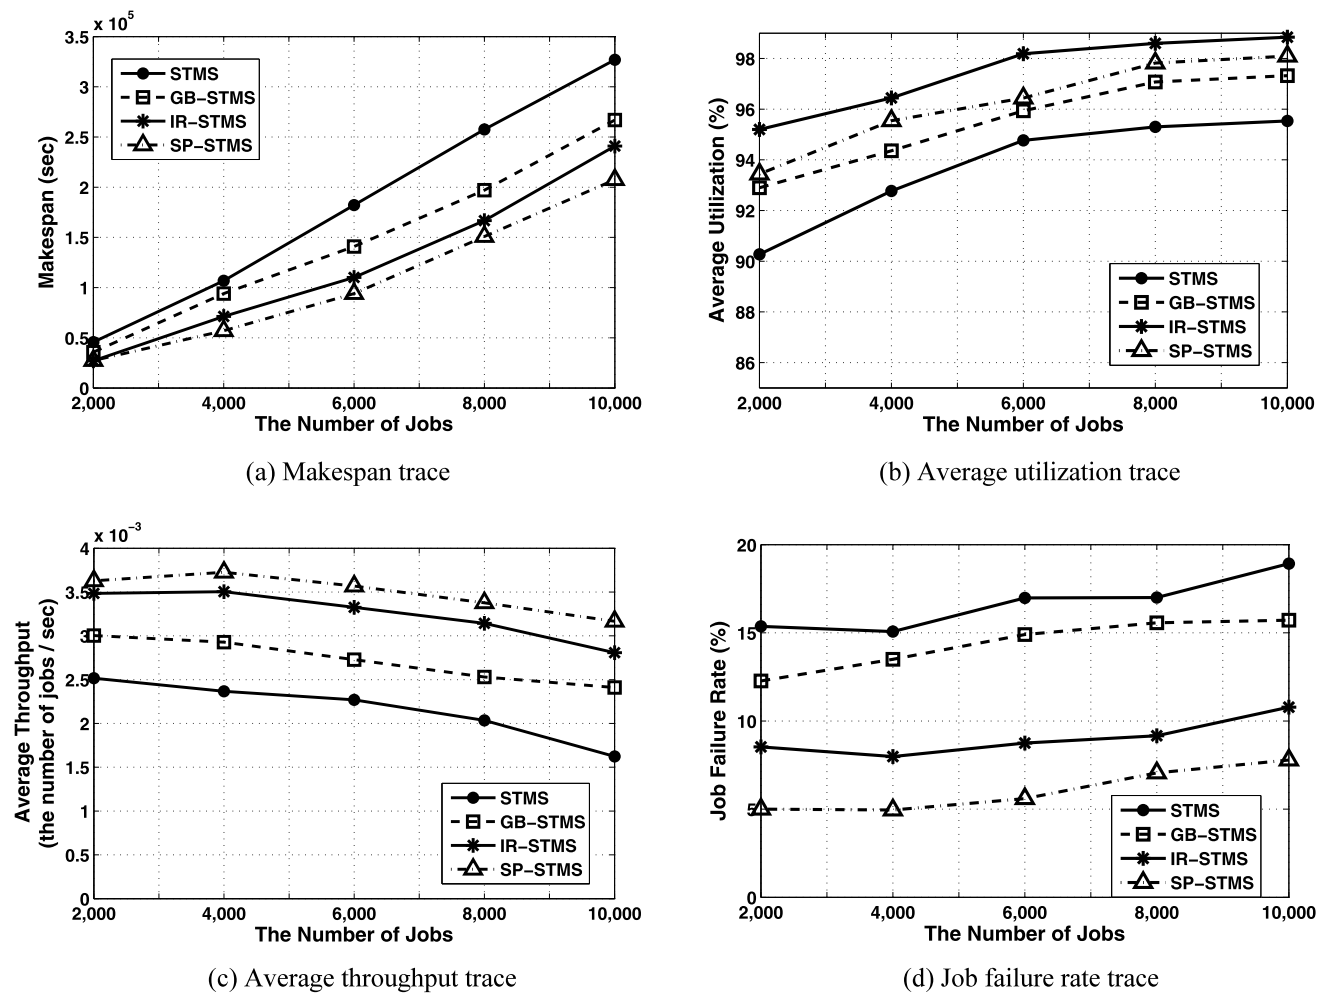 x 10^5
3.5
3
2.5
2
1.5
1
0.5
0
Makespan (sec)
STMS
GB-STMS
IR-STMS
SP-STMS
2,000 4,000 6,000 8,000 10,000
The Number of Jobs
(a) Makespan trace
98
96
94
92
90
88
86
Average Utilization (%)
STMS
GB-STMS
IR-STMS
SP-STMS
2,000 4,000 6,000 8,000 10,000
The Number of Jobs
(b) Average utilization trace
x 10^−3
4
3.5
3
2.5
2
1.5
1
0.5
0
Average Throughput
(the number of jobs / sec)
STMS
GB-STMS
IR-STMS
SP-STMS
2,000 4,000 6,000 8,000 10,000
The Number of Jobs
(c) Average throughput trace
20
15
10
5
0
Job Failure Rate (%)
STMS
GB-STMS
IR-STMS
SP-STMS
2,000 4,000 6,000 8,000 10,000
The Number of Jobs
(d) Job failure rate trace